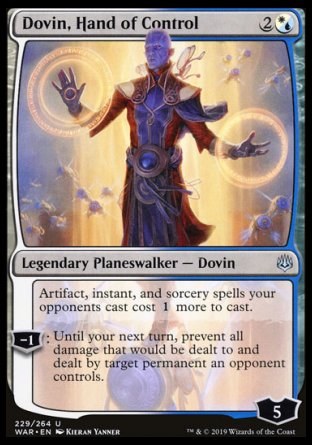 Dovin, Hand of Control 2
Legendary Planeswalker — Dovin
Artifact, instant, and sorcery spells your
opponents cast cost 1 more to cast.
-1: Until your next turn, prevent all
damage that would be dealt to and
dealt by target permanent an opponent
controls.
5
229/264 U
WAR • EN KIERAN YANNER
™ & © 2019 Wizards of the Coast